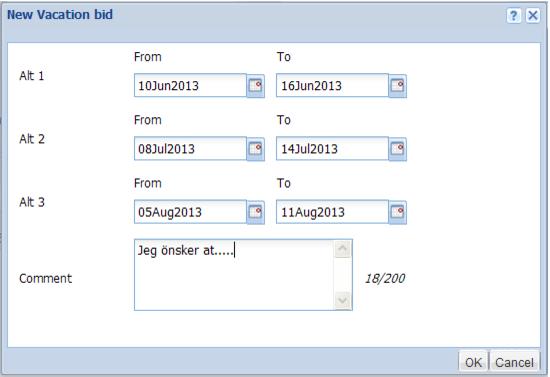 New Vacation bid
From To
Alt 1
10Jun2013 16Jun2013
From To
Alt 2
08Jul2013 14Jul2013
From To
Alt 3
05Aug2013 11Aug2013
Jeg önsker at.....
Comment 18/200
OK Cancel